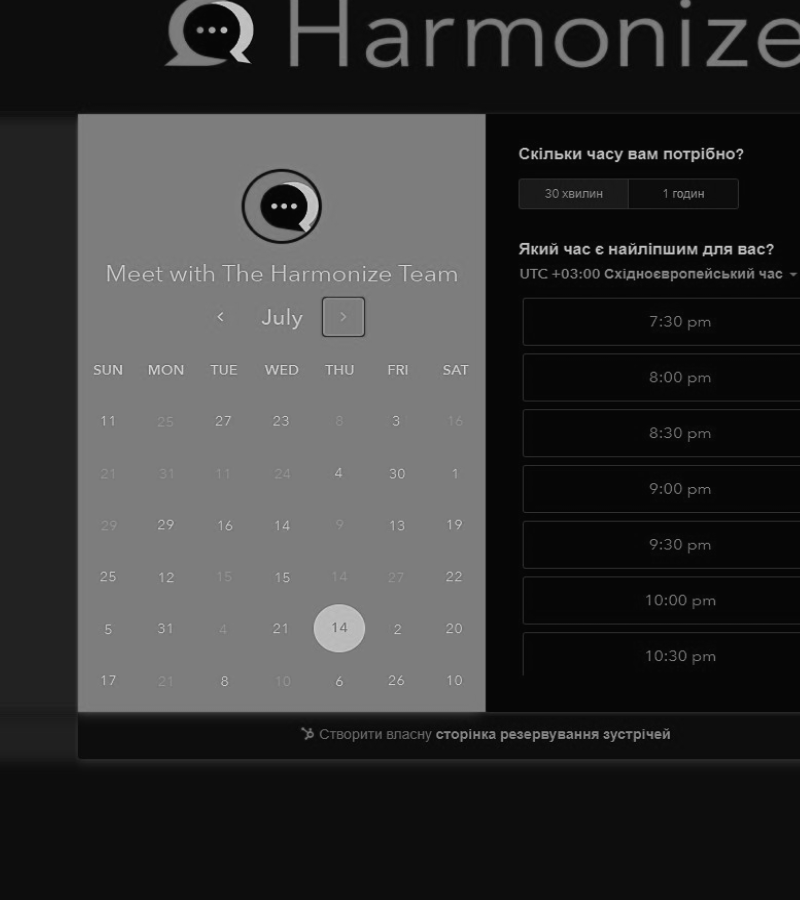 Harmonize
Meet with The Harmonize Team
July
SUN MON TUE WED THU FRI SAT
11 25 27 23 8 3 16
21 31 11 24 4 30 1
29 29 16 14 9 13 19
25 12 15 15 14 27 22
5 31 4 21 14 2 20
17 21 8 10 6 26 10
Скільки часу вам потрібно?
30 хвилин 1 годин
Який час є найліпшим для вас?
UTC +03:00 Східноєвропейський час
7:30 pm
8:00 pm
8:30 pm
9:00 pm
9:30 pm
10:00 pm
10:30 pm
Створити власну сторінка резервування зустрічей